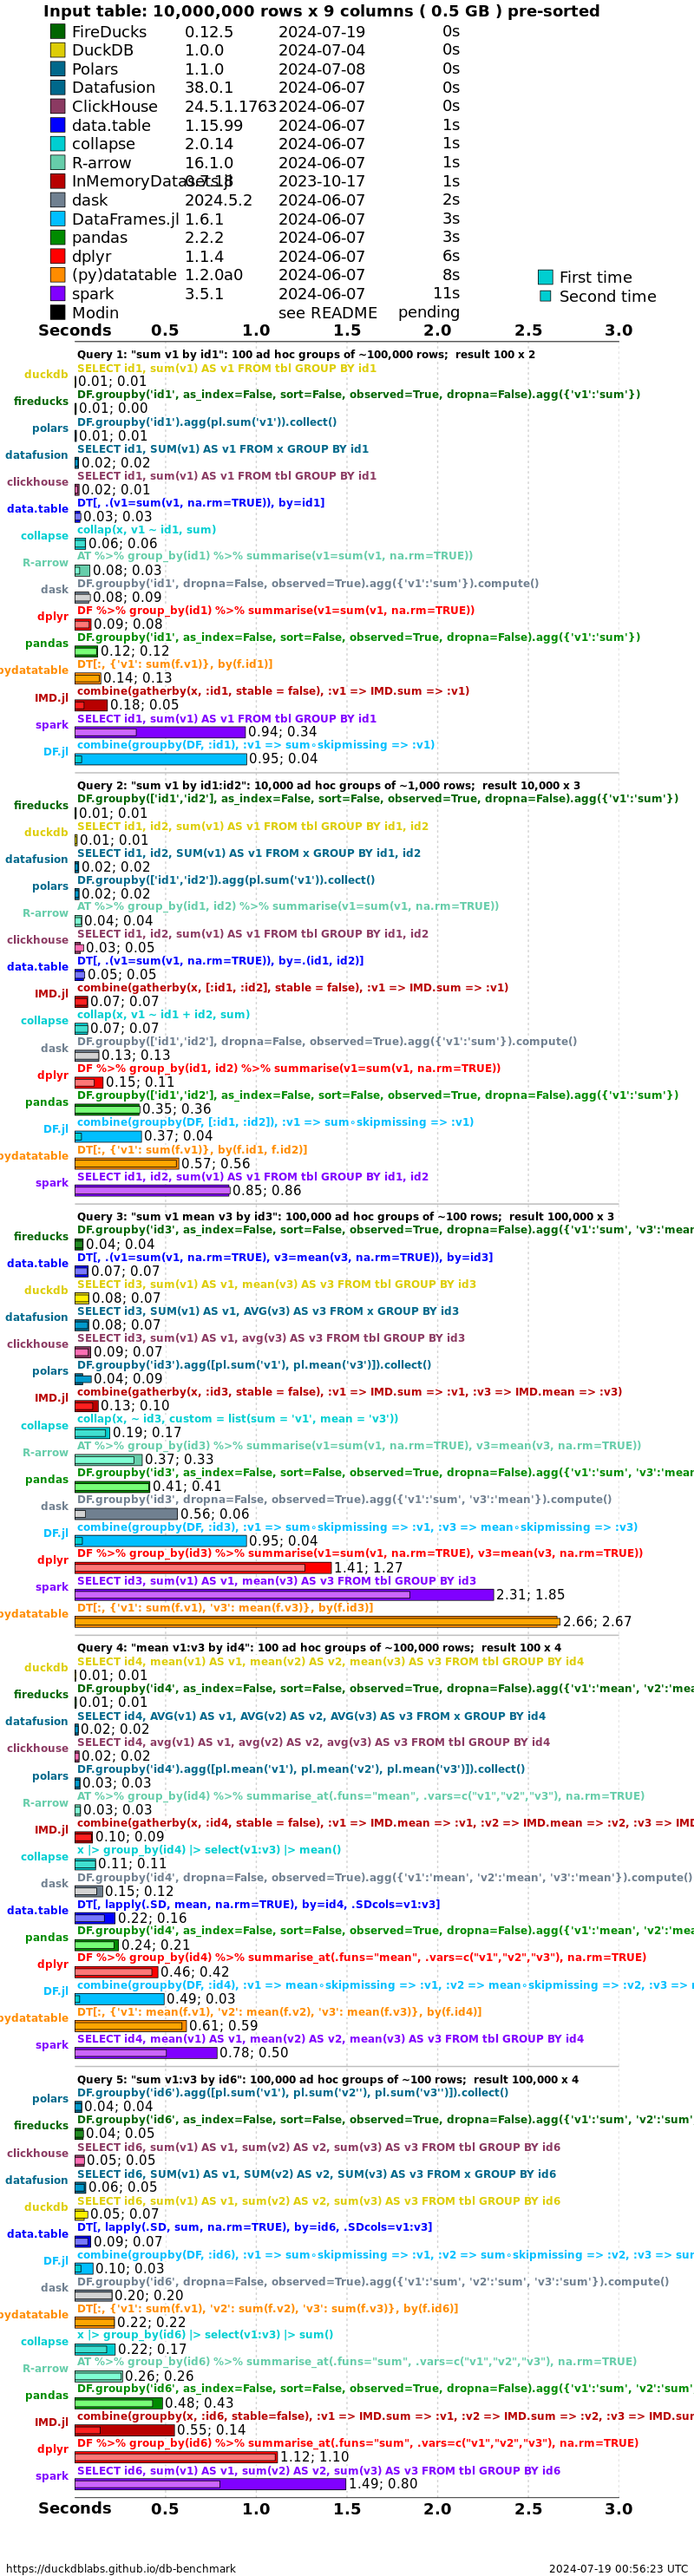 Input table: 10,000,000 rows x 9 columns ( 0.5 GB ) pre-sorted
FireDucks 0.12.5 2024-07-19 0s
DuckDB 1.0.0 2024-07-04 0s
Polars 1.1.0 2024-07-08 0s
Datafusion 38.0.1 2024-06-07 0s
ClickHouse 24.5.1.1763 2024-06-07 0s
data.table 1.15.99 2024-06-07 1s
collapse 2.0.14 2024-06-07 1s
R-arrow 16.1.0 2024-06-07 1s
InMemoryDatasets.jl 0.7.18 2023-10-17 1s
dask 2024.5.2 2024-06-07 2s
DataFrames.jl 1.6.1 2024-06-07 3s
pandas 2.2.2 2024-06-07 3s
dplyr 1.1.4 2024-06-07 6s
(py)datatable 1.2.0a0 2024-06-07 8s
spark 3.5.1 2024-06-07 11s
Modin see README pending
First time
Second time
Seconds 0.5 1.0 1.5 2.0 2.5 3.0
Query 1: "sum v1 by id1": 100 ad hoc groups of ~100,000 rows; result 100 x 2
duckdb SELECT id1, sum(v1) AS v1 FROM tbl GROUP BY id1
0.01; 0.01
fireducks DF.groupby('id1', as_index=False, sort=False, observed=True, dropna=False).agg({'v1':'sum'})
0.01; 0.00
polars DF.groupby('id1').agg(pl.sum('v1')).collect()
0.01; 0.01
datafusion SELECT id1, SUM(v1) AS v1 FROM x GROUP BY id1
0.02; 0.02
clickhouse SELECT id1, sum(v1) AS v1 FROM tbl GROUP BY id1
0.02; 0.01
data.table DT[, .(v1=sum(v1, na.rm=TRUE)), by=id1]
0.03; 0.03
collapse collap(x, v1 ~ id1, sum)
0.06; 0.06
R-arrow AT %>% group_by(id1) %>% summarise(v1=sum(v1, na.rm=TRUE))
0.08; 0.03
dask DF.groupby('id1', dropna=False, observed=True).agg({'v1':'sum'}).compute()
0.08; 0.09
dplyr DF %>% group_by(id1) %>% summarise(v1=sum(v1, na.rm=TRUE))
0.09; 0.08
pandas DF.groupby('id1', as_index=False, sort=False, observed=True, dropna=False).agg({'v1':'sum'})
0.12; 0.12
pydatatable DT[:, {'v1': sum(f.v1)}, by(f.id1)]
0.14; 0.13
IMD.jl combine(gatherby(x, :id1, stable = false), :v1 => IMD.sum => :v1)
0.18; 0.05
spark SELECT id1, sum(v1) AS v1 FROM tbl GROUP BY id1
0.94; 0.34
DF.jl combine(groupby(DF, :id1), :v1 => sum∘skipmissing => :v1)
0.95; 0.04
Query 2: "sum v1 by id1:id2": 10,000 ad hoc groups of ~1,000 rows; result 10,000 x 3
fireducks DF.groupby(['id1','id2'], as_index=False, sort=False, observed=True, dropna=False).agg({'v1':'sum'})
0.01; 0.01
duckdb SELECT id1, id2, sum(v1) AS v1 FROM tbl GROUP BY id1, id2
0.01; 0.01
datafusion SELECT id1, id2, SUM(v1) AS v1 FROM x GROUP BY id1, id2
0.02; 0.02
polars DF.groupby(['id1','id2']).agg(pl.sum('v1')).collect()
0.02; 0.02
R-arrow AT %>% group_by(id1, id2) %>% summarise(v1=sum(v1, na.rm=TRUE))
0.04; 0.04
clickhouse SELECT id1, id2, sum(v1) AS v1 FROM tbl GROUP BY id1, id2
0.03; 0.05
data.table DT[, .(v1=sum(v1, na.rm=TRUE)), by=.(id1, id2)]
0.05; 0.05
IMD.jl combine(gatherby(x, [:id1, :id2], stable = false), :v1 => IMD.sum => :v1)
0.07; 0.07
collapse collap(x, v1 ~ id1 + id2, sum)
0.07; 0.07
dask DF.groupby(['id1','id2'], dropna=False, observed=True).agg({'v1':'sum'}).compute()
0.13; 0.13
dplyr DF %>% group_by(id1, id2) %>% summarise(v1=sum(v1, na.rm=TRUE))
0.15; 0.11
pandas DF.groupby(['id1','id2'], as_index=False, sort=False, observed=True, dropna=False).agg({'v1':'sum'})
0.35; 0.36
DF.jl combine(groupby(DF, [:id1, :id2]), :v1 => sum∘skipmissing => :v1)
0.37; 0.04
pydatatable DT[:, {'v1': sum(f.v1)}, by(f.id1, f.id2)]
0.57; 0.56
spark SELECT id1, id2, sum(v1) AS v1 FROM tbl GROUP BY id1, id2
0.85; 0.86
Query 3: "sum v1 mean v3 by id3": 100,000 ad hoc groups of ~100 rows; result 100,000 x 3
fireducks DF.groupby('id3', as_index=False, sort=False, observed=True, dropna=False).agg({'v1':'sum', 'v3':'mean
0.04; 0.04
data.table DT[, .(v1=sum(v1, na.rm=TRUE), v3=mean(v3, na.rm=TRUE)), by=id3]
0.07; 0.07
duckdb SELECT id3, sum(v1) AS v1, mean(v3) AS v3 FROM tbl GROUP BY id3
0.08; 0.07
datafusion SELECT id3, SUM(v1) AS v1, AVG(v3) AS v3 FROM x GROUP BY id3
0.08; 0.07
clickhouse SELECT id3, sum(v1) AS v1, avg(v3) AS v3 FROM tbl GROUP BY id3
0.09; 0.07
polars DF.groupby('id3').agg([pl.sum('v1'), pl.mean('v3')]).collect()
0.04; 0.09
IMD.jl combine(gatherby(x, :id3, stable = false), :v1 => IMD.sum => :v1, :v3 => IMD.mean => :v3)
0.13; 0.10
collapse collap(x, ~ id3, custom = list(sum = 'v1', mean = 'v3'))
0.19; 0.17
R-arrow AT %>% group_by(id3) %>% summarise(v1=sum(v1, na.rm=TRUE), v3=mean(v3, na.rm=TRUE))
0.37; 0.33
pandas DF.groupby('id3', as_index=False, sort=False, observed=True, dropna=False).agg({'v1':'sum', 'v3':'mean
0.41; 0.41
dask DF.groupby('id3', dropna=False, observed=True).agg({'v1':'sum', 'v3':'mean'}).compute()
0.56; 0.06
DF.jl combine(groupby(DF, :id3), :v1 => sum∘skipmissing => :v1, :v3 => mean∘skipmissing => :v3)
0.95; 0.04
dplyr DF %>% group_by(id3) %>% summarise(v1=sum(v1, na.rm=TRUE), v3=mean(v3, na.rm=TRUE))
1.41; 1.27
spark SELECT id3, sum(v1) AS v1, mean(v3) AS v3 FROM tbl GROUP BY id3
2.31; 1.85
pydatatable DT[:, {'v1': sum(f.v1), 'v3': mean(f.v3)}, by(f.id3)]
2.66; 2.67
Query 4: "mean v1:v3 by id4": 100 ad hoc groups of ~100,000 rows; result 100 x 4
duckdb SELECT id4, mean(v1) AS v1, mean(v2) AS v2, mean(v3) AS v3 FROM tbl GROUP BY id4
0.01; 0.01
fireducks DF.groupby('id4', as_index=False, sort=False, observed=True, dropna=False).agg({'v1':'mean', 'v2':'mea
0.01; 0.01
datafusion SELECT id4, AVG(v1) AS v1, AVG(v2) AS v2, AVG(v3) AS v3 FROM x GROUP BY id4
0.02; 0.02
clickhouse SELECT id4, avg(v1) AS v1, avg(v2) AS v2, avg(v3) AS v3 FROM tbl GROUP BY id4
0.02; 0.02
polars DF.groupby('id4').agg([pl.mean('v1'), pl.mean('v2'), pl.mean('v3')]).collect()
0.03; 0.03
R-arrow AT %>% group_by(id4) %>% summarise_at(.funs="mean", .vars=c("v1","v2","v3"), na.rm=TRUE)
0.03; 0.03
IMD.jl combine(gatherby(x, :id4, stable = false), :v1 => IMD.mean => :v1, :v2 => IMD.mean => :v2, :v3 => IMD
0.10; 0.09
collapse x |> group_by(id4) |> select(v1:v3) |> mean()
0.11; 0.11
dask DF.groupby('id4', dropna=False, observed=True).agg({'v1':'mean', 'v2':'mean', 'v3':'mean'}).compute()
0.15; 0.12
data.table DT[, lapply(.SD, mean, na.rm=TRUE), by=id4, .SDcols=v1:v3]
0.22; 0.16
pandas DF.groupby('id4', as_index=False, sort=False, observed=True, dropna=False).agg({'v1':'mean', 'v2':'mea
0.24; 0.21
dplyr DF %>% group_by(id4) %>% summarise_at(.funs="mean", .vars=c("v1","v2","v3"), na.rm=TRUE)
0.46; 0.42
DF.jl combine(groupby(DF, :id4), :v1 => mean∘skipmissing => :v1, :v2 => mean∘skipmissing => :v2, :v3 => m
0.49; 0.03
pydatatable DT[:, {'v1': mean(f.v1), 'v2': mean(f.v2), 'v3': mean(f.v3)}, by(f.id4)]
0.61; 0.59
spark SELECT id4, mean(v1) AS v1, mean(v2) AS v2, mean(v3) AS v3 FROM tbl GROUP BY id4
0.78; 0.50
Query 5: "sum v1:v3 by id6": 100,000 ad hoc groups of ~100 rows; result 100,000 x 4
polars DF.groupby('id6').agg([pl.sum('v1'), pl.sum('v2''), pl.sum('v3'')]).collect()
0.04; 0.04
fireducks DF.groupby('id6', as_index=False, sort=False, observed=True, dropna=False).agg({'v1':'sum', 'v2':'sum'
0.04; 0.05
clickhouse SELECT id6, sum(v1) AS v1, sum(v2) AS v2, sum(v3) AS v3 FROM tbl GROUP BY id6
0.05; 0.05
datafusion SELECT id6, SUM(v1) AS v1, SUM(v2) AS v2, SUM(v3) AS v3 FROM x GROUP BY id6
0.06; 0.05
duckdb SELECT id6, sum(v1) AS v1, sum(v2) AS v2, sum(v3) AS v3 FROM tbl GROUP BY id6
0.05; 0.07
data.table DT[, lapply(.SD, sum, na.rm=TRUE), by=id6, .SDcols=v1:v3]
0.09; 0.07
DF.jl combine(groupby(DF, :id6), :v1 => sum∘skipmissing => :v1, :v2 => sum∘skipmissing => :v2, :v3 => sum
0.10; 0.03
dask DF.groupby('id6', dropna=False, observed=True).agg({'v1':'sum', 'v2':'sum', 'v3':'sum'}).compute()
0.20; 0.20
pydatatable DT[:, {'v1': sum(f.v1), 'v2': sum(f.v2), 'v3': sum(f.v3)}, by(f.id6)]
0.22; 0.22
collapse x |> group_by(id6) |> select(v1:v3) |> sum()
0.22; 0.17
R-arrow AT %>% group_by(id6) %>% summarise_at(.funs="sum", .vars=c("v1","v2","v3"), na.rm=TRUE)
0.26; 0.26
pandas DF.groupby('id6', as_index=False, sort=False, observed=True, dropna=False).agg({'v1':'sum', 'v2':'sum'
0.48; 0.43
IMD.jl combine(groupby(x, :id6, stable=false), :v1 => IMD.sum => :v1, :v2 => IMD.sum => :v2, :v3 => IMD.sum
0.55; 0.14
dplyr DF %>% group_by(id6) %>% summarise_at(.funs="sum", .vars=c("v1","v2","v3"), na.rm=TRUE)
1.12; 1.10
spark SELECT id6, sum(v1) AS v1, sum(v2) AS v2, sum(v3) AS v3 FROM tbl GROUP BY id6
1.49; 0.80
Seconds 0.5 1.0 1.5 2.0 2.5 3.0
https://duckdblabs.github.io/db-benchmark 2024-07-19 00:56:23 UTC